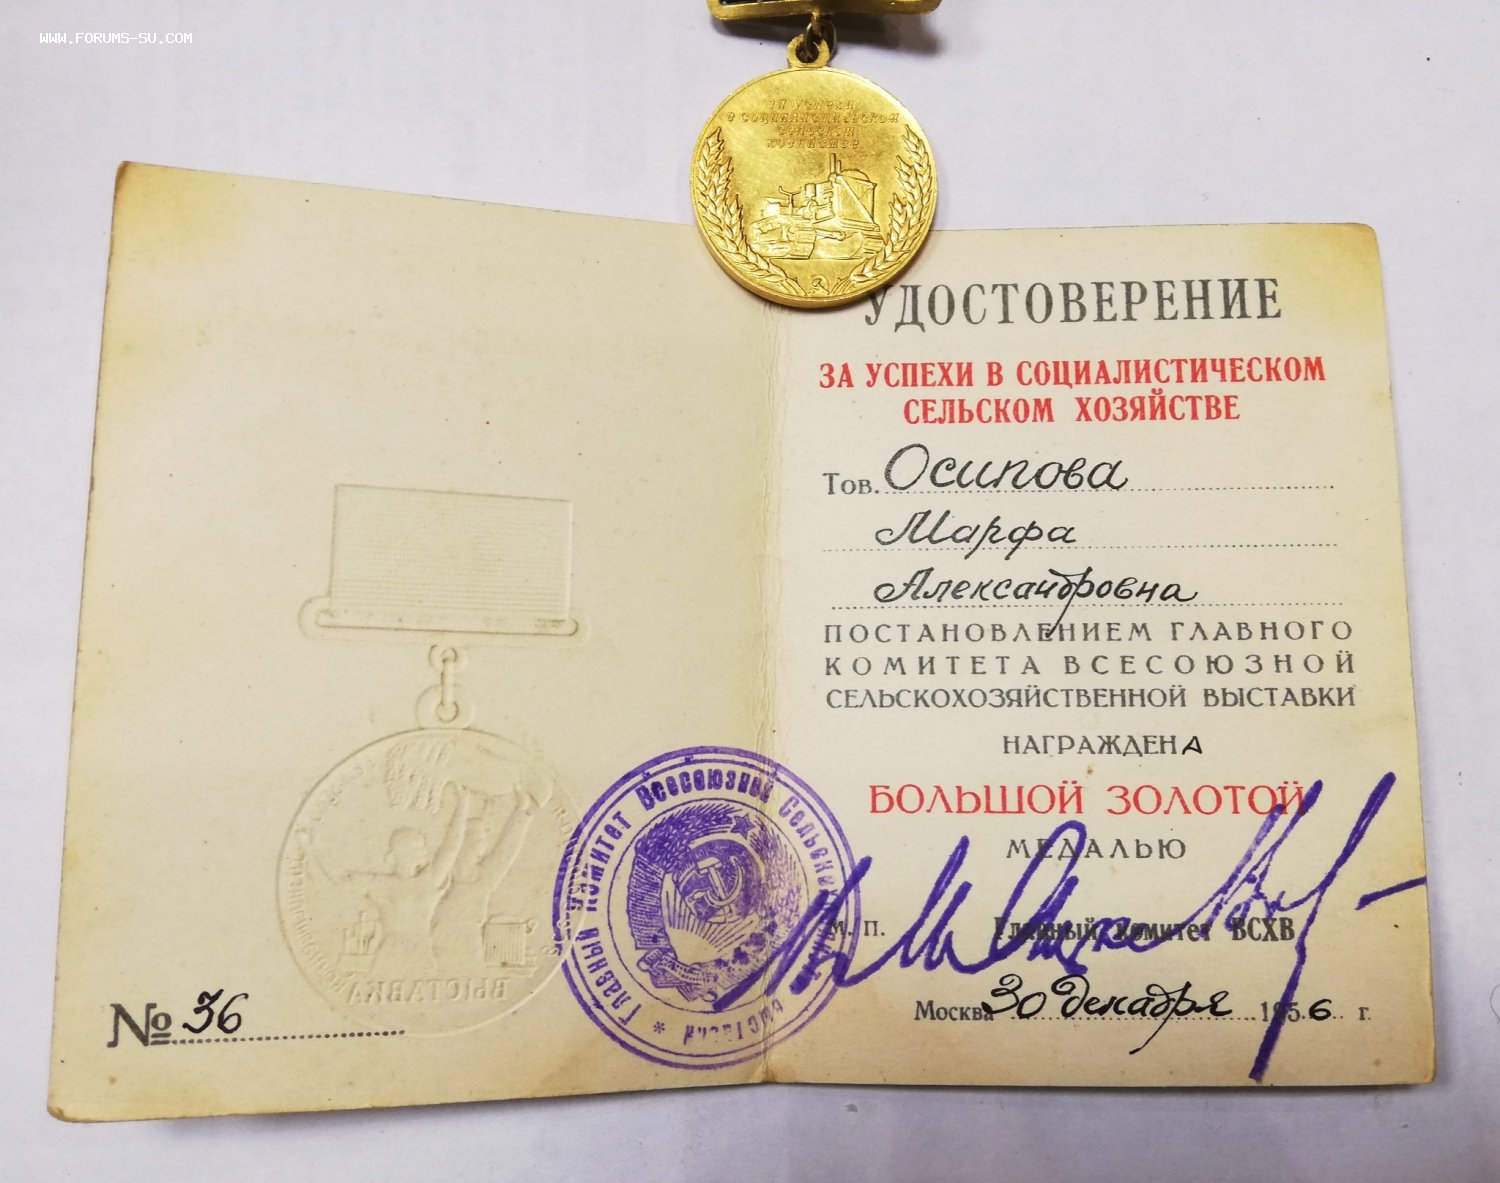 WWW.FORUMS-SU.COM
за успехи
в социалистическом
сельском
хозяйстве
УДОСТОВЕРЕНИЕ
ЗА УСПЕХИ В СОЦИАЛИСТИЧЕСКОМ
СЕЛЬСКОМ ХОЗЯЙСТВЕ
Тов. Осипова
Марфа
Александровна
ПОСТАНОВЛЕНИЕМ ГЛАВНОГО
КОМИТЕТА ВСЕСОЮЗНОЙ
СЕЛЬСКОХОЗЯЙСТВЕННОЙ ВЫСТАВКИ
НАГРАЖДЕНА
БОЛЬШОЙ ЗОЛОТОЙ
МЕДАЛЬЮ
М. П. Главный комитет ВСХВ
Москва 30 декабря 1956 г.
№ 36
Главный комитет Всесоюзной Сельско
выставки
ВЫСТАВКА